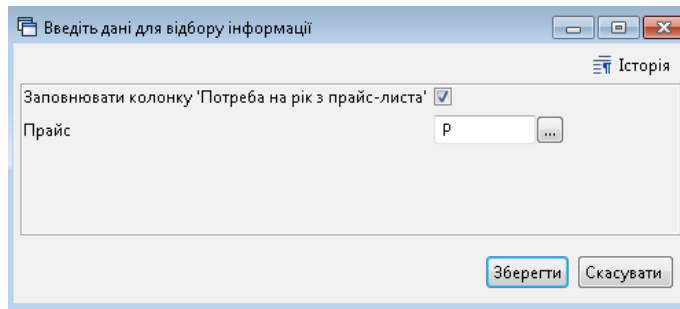 Введіть дані для відбору інформації
Історія
Заповнювати колонку 'Потреба на рік з прайс-листа'
Прайс Р ...
Зберегти Скасувати